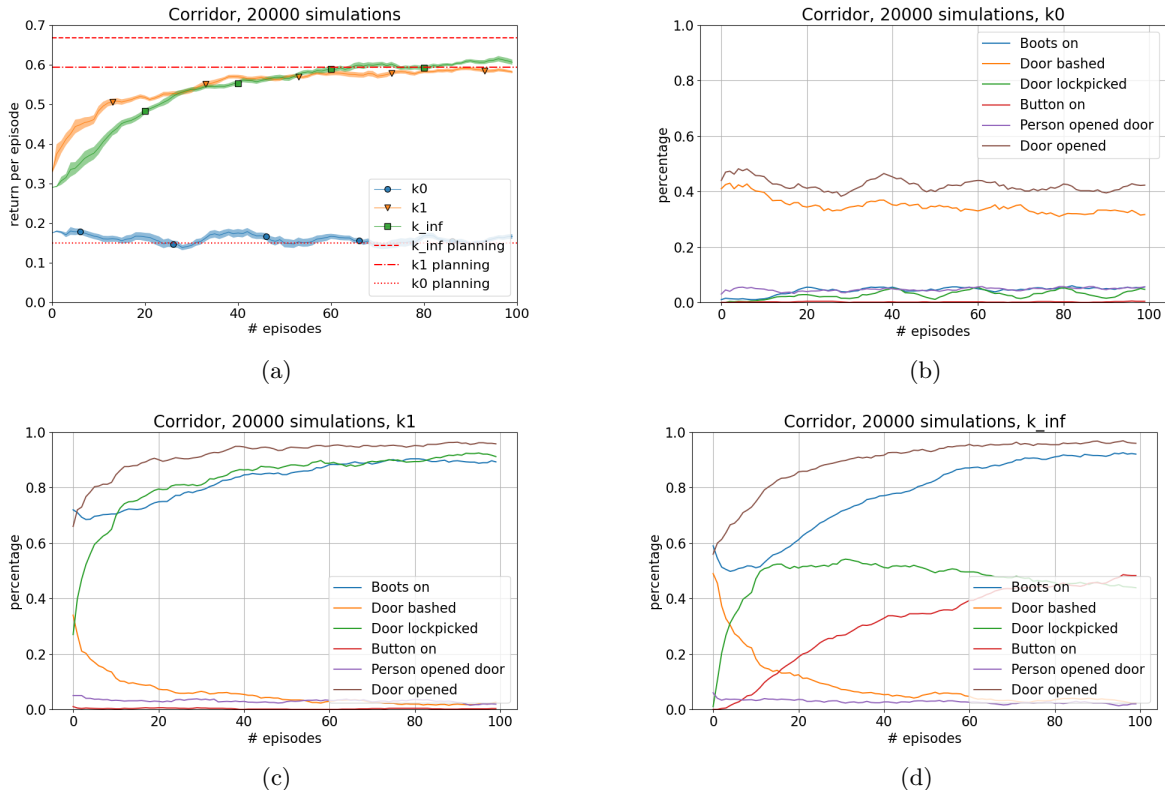 Corridor, 20000 simulations
return per episode
0.7
0.6
0.5
0.4
0.3
0.2
0.1
0.0
k0
k1
k_inf
k_inf planning
k1 planning
k0 planning
0 20 40 60 80 100
# episodes
(a)
Corridor, 20000 simulations, k0
percentage
1.0
0.8
0.6
0.4
0.2
0.0
Boots on
Door bashed
Door lockpicked
Button on
Person opened door
Door opened
0 20 40 60 80 100
# episodes
(b)
Corridor, 20000 simulations, k1
percentage
1.0
0.8
0.6
0.4
0.2
0.0
Boots on
Door bashed
Door lockpicked
Button on
Person opened door
Door opened
0 20 40 60 80 100
# episodes
(c)
Corridor, 20000 simulations, k_inf
percentage
1.0
0.8
0.6
0.4
0.2
0.0
Boots on
Door bashed
Door lockpicked
Button on
Person opened door
Door opened
0 20 40 60 80 100
# episodes
(d)